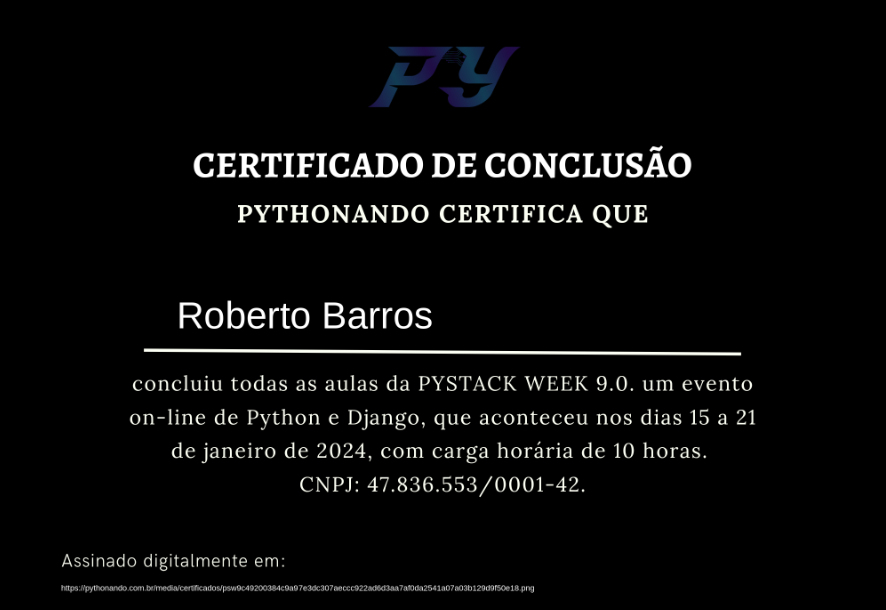 PY
CERTIFICADO DE CONCLUSÃO
PYTHONANDO CERTIFICA QUE
Roberto Barros
concluiu todas as aulas da PYSTACK WEEK 9.0. um evento
on-line de Python e Django, que aconteceu nos dias 15 a 21
de janeiro de 2024, com carga horária de 10 horas.
CNPJ: 47.836.553/0001-42.
Assinado digitalmente em:
https://pythonando.com.br/media/certificados/psw9c49200384c9a97e3dc307aeccc922ad6d3aa7af0da2541a07a03b129d9f50e18.png